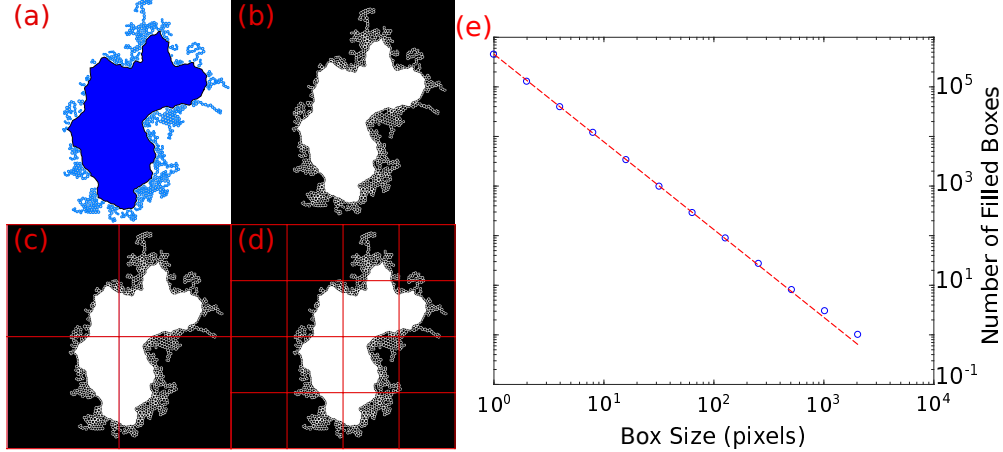 (a)
(b)
(c)
(d)
(e)
10^5
10^3
10^1
10^-1
Number of Filled Boxes
10^0
10^1
10^2
10^3
10^4
Box Size (pixels)